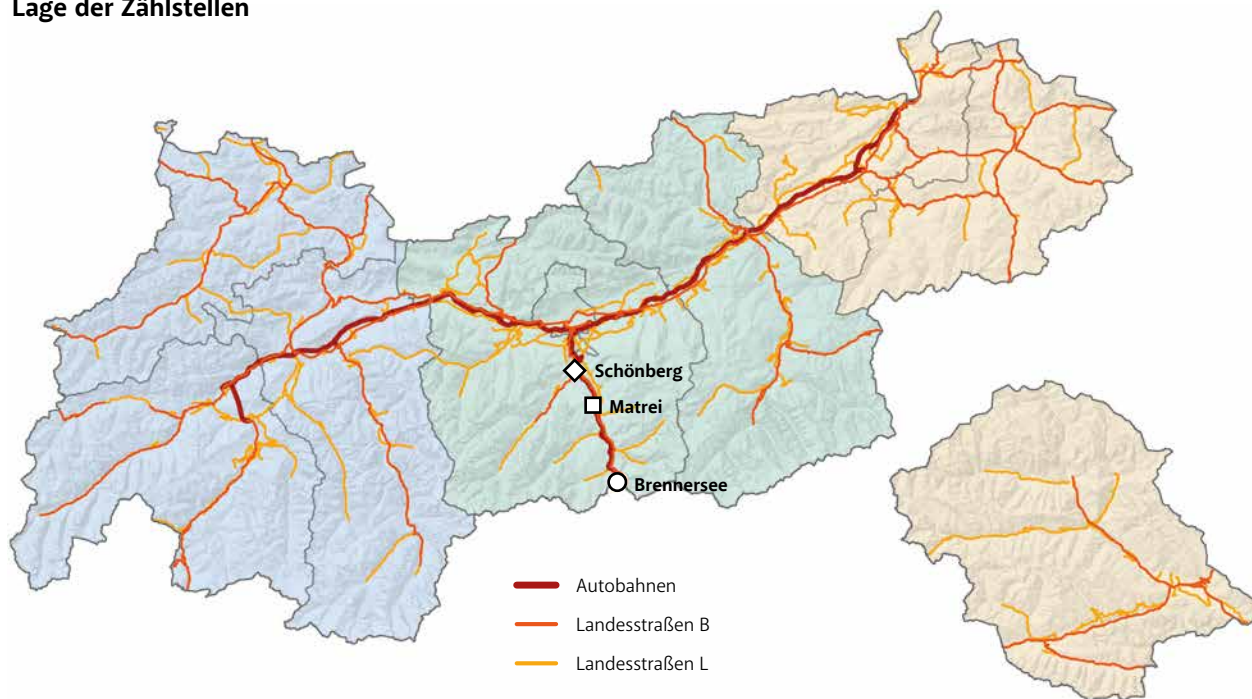 Lage der Zählstellen
Schönberg
Matrei
Brennersee
Autobahnen
Landesstraßen B
Landesstraßen L